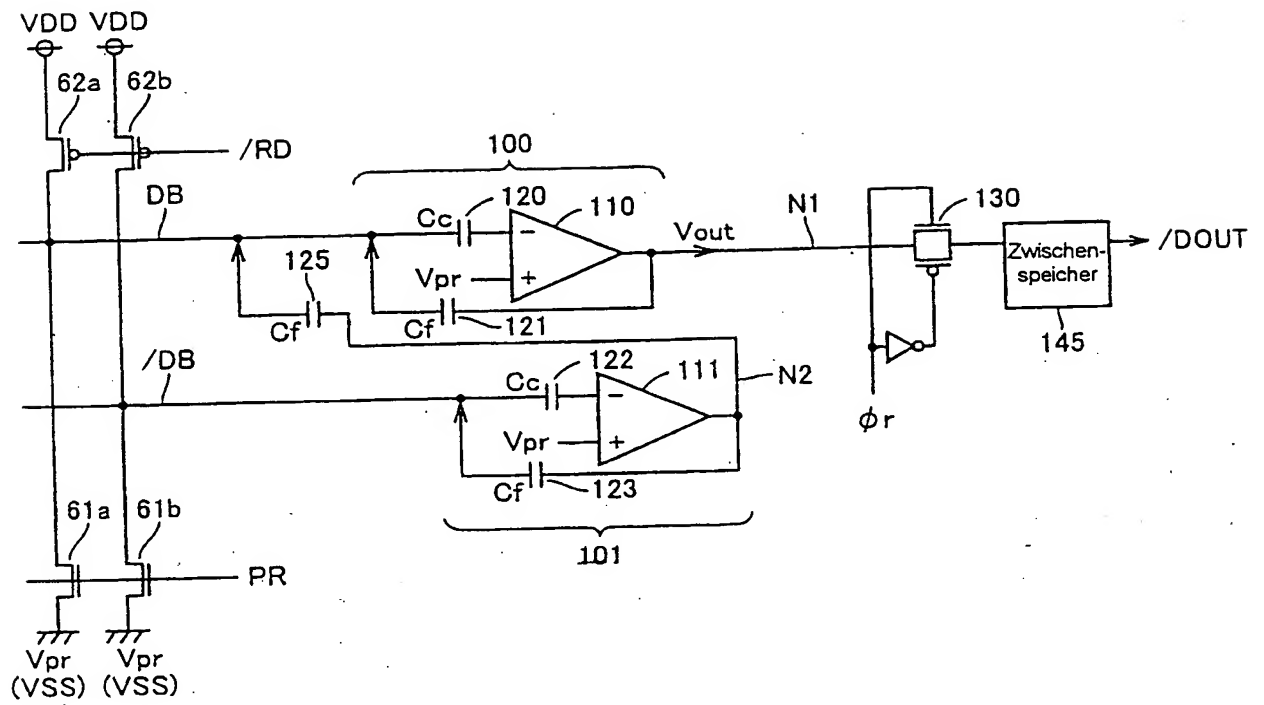 VDD VDD
62a 62b
/RD
100
DB
Cc 120
110
N1
130
Vout
Zwischen-
speicher
/DOUT
125
Vpr
− +
Cf
Cf 121
145
/DB
Cc 122
111
N2
φr
Vpr
− +
Cf 123
61a 61b
101
PR
Vpr Vpr
(VSS) (VSS)